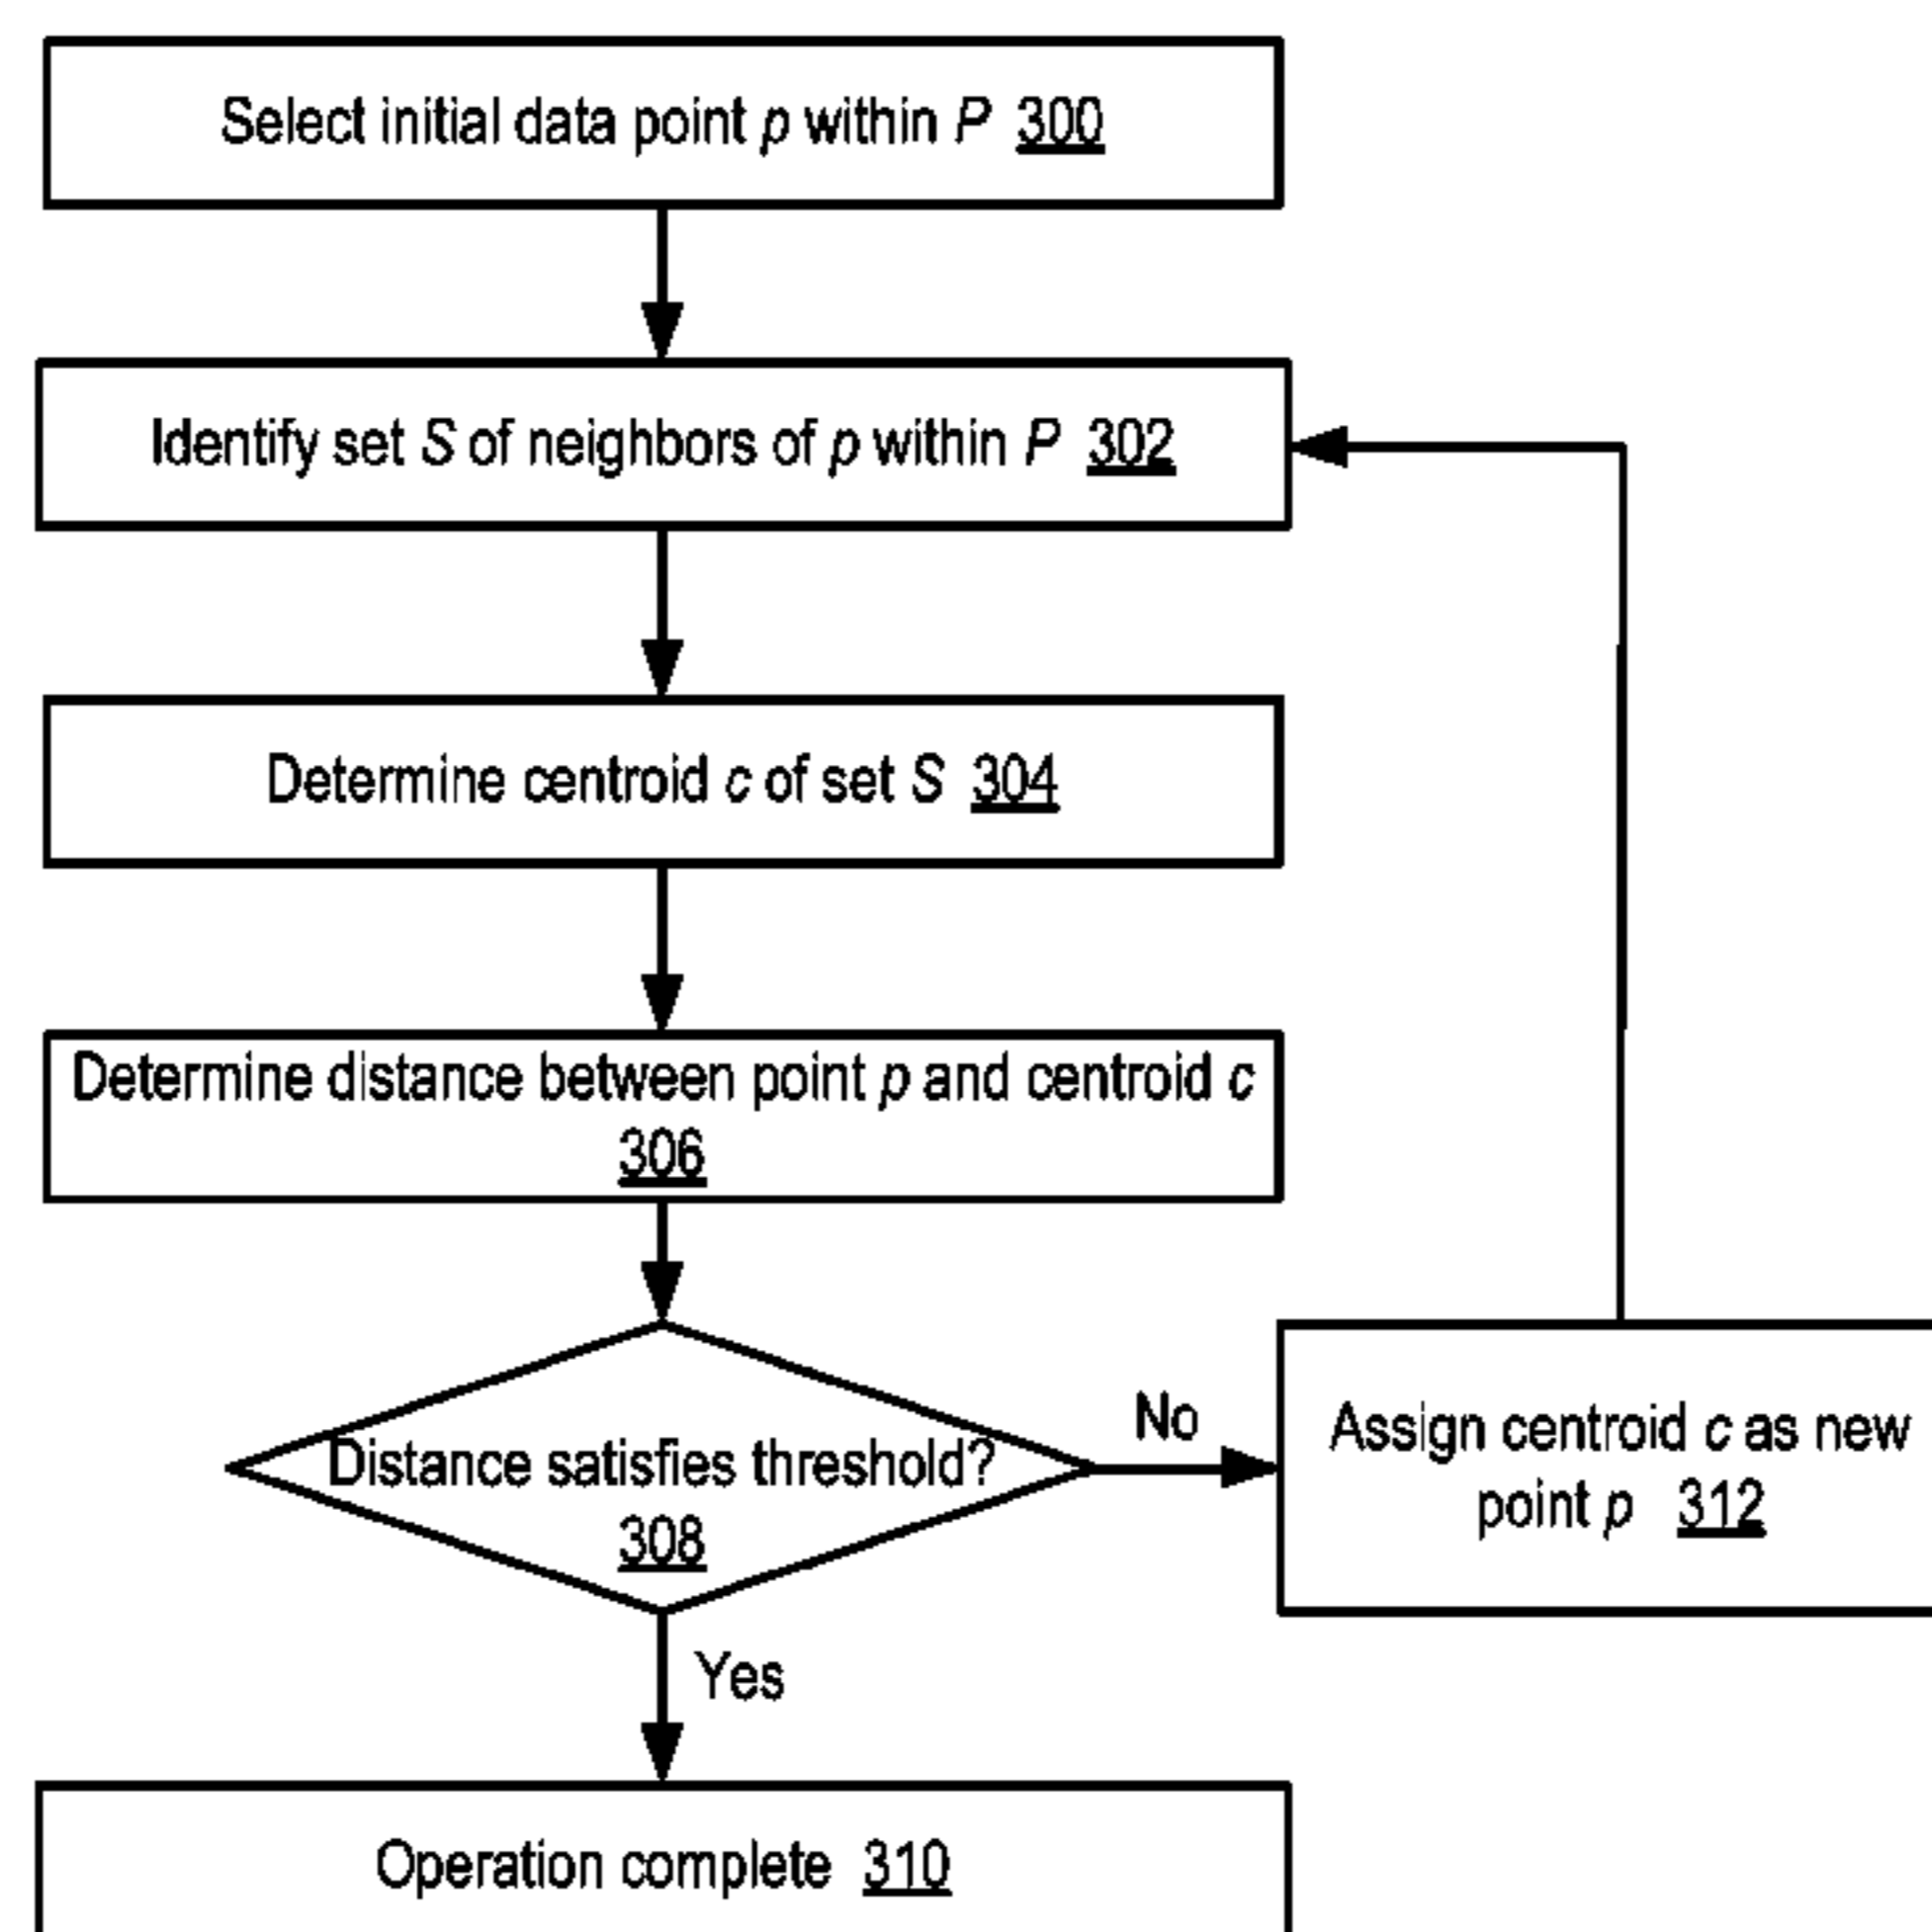 Select initial data point p within P 300
Identify set S of neighbors of p within P 302
Determine centroid c of set S 304
Determine distance between point p and centroid c
306
Distance satisfies threshold?
308
No
Assign centroid c as new
point p 312
Yes
Operation complete 310